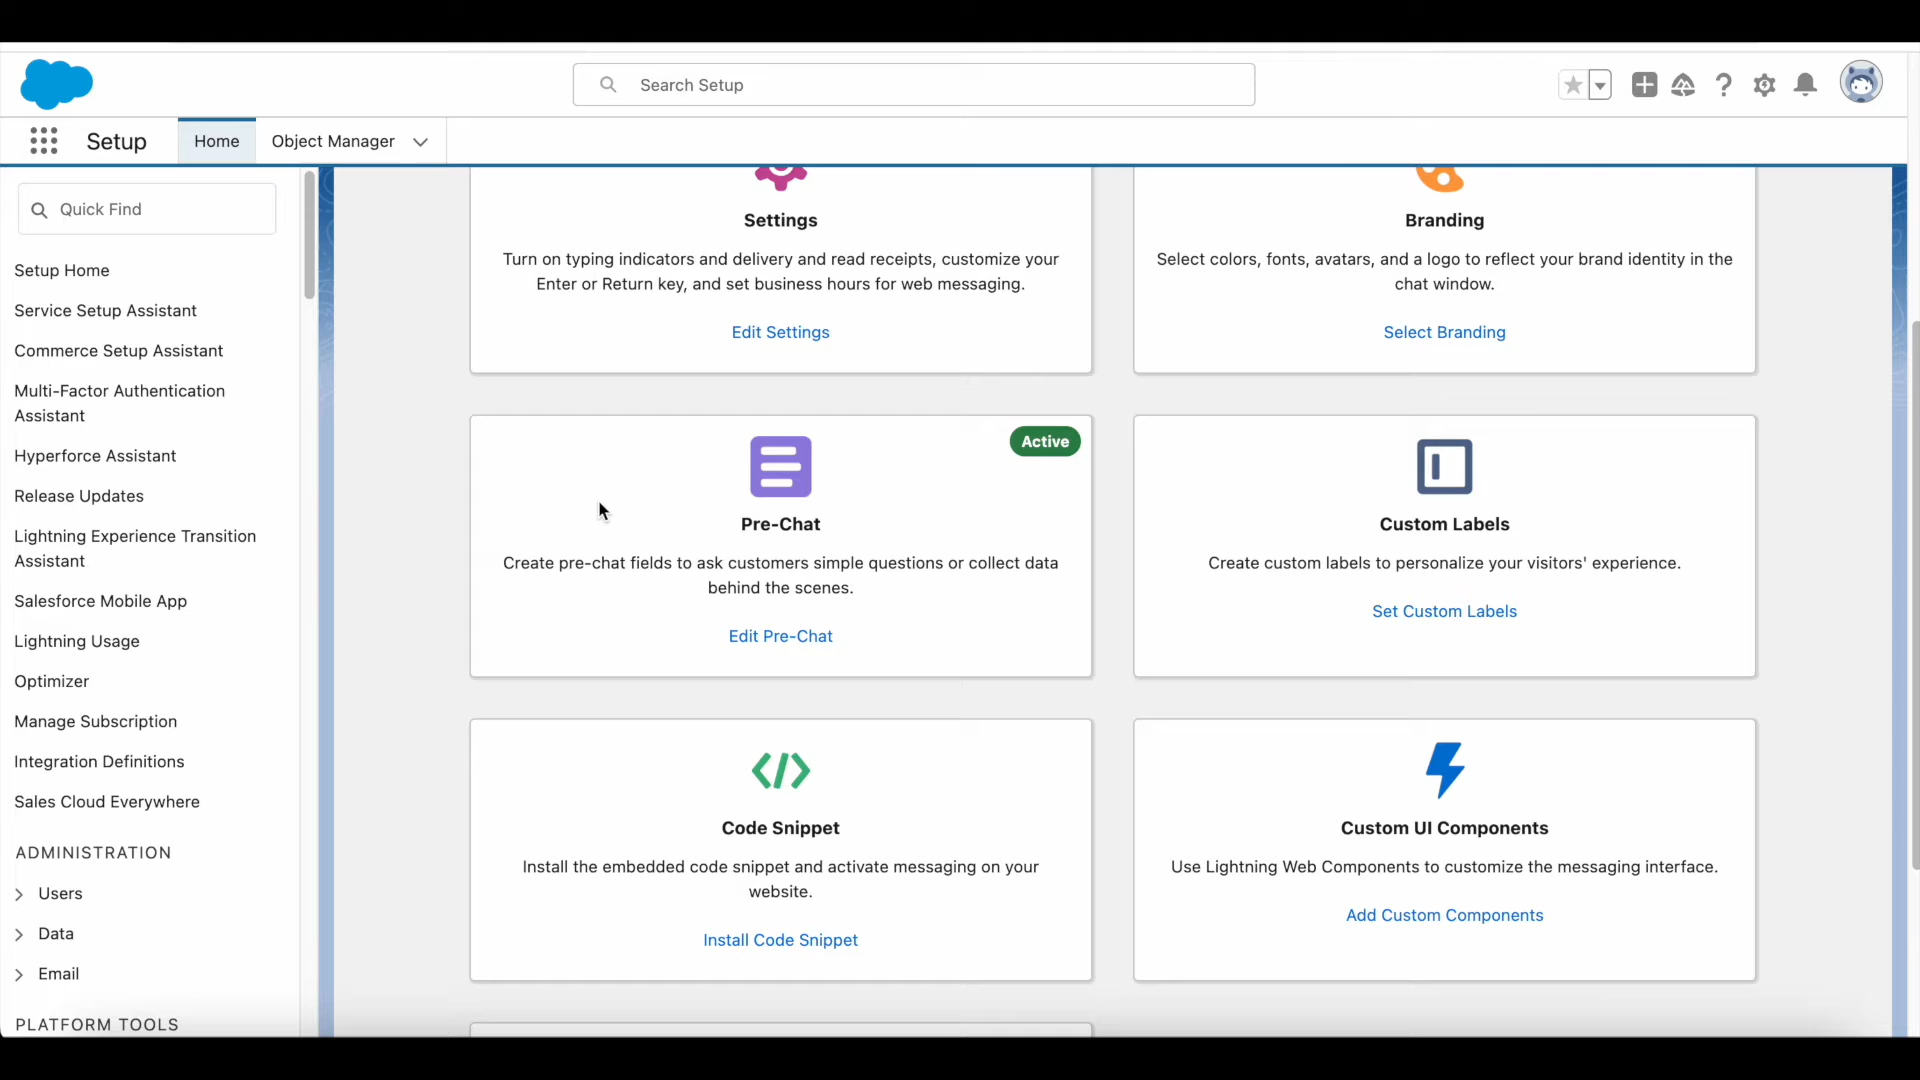 Search Setup
Setup
Home
Object Manager
Quick Find
Setup Home
Service Setup Assistant
Commerce Setup Assistant
Multi-Factor Authentication
Assistant
Hyperforce Assistant
Release Updates
Lightning Experience Transition
Assistant
Salesforce Mobile App
Lightning Usage
Optimizer
Manage Subscription
Integration Definitions
Sales Cloud Everywhere
ADMINISTRATION
Users
Data
Email
PLATFORM TOOLS
Settings
Turn on typing indicators and delivery and read receipts, customize your
Enter or Return key, and set business hours for web messaging.
Edit Settings
Branding
Select colors, fonts, avatars, and a logo to reflect your brand identity in the
chat window.
Select Branding
Active
Pre-Chat
Create pre-chat fields to ask customers simple questions or collect data
behind the scenes.
Edit Pre-Chat
Custom Labels
Create custom labels to personalize your visitors' experience.
Set Custom Labels
Code Snippet
Install the embedded code snippet and activate messaging on your
website.
Install Code Snippet
Custom UI Components
Use Lightning Web Components to customize the messaging interface.
Add Custom Components